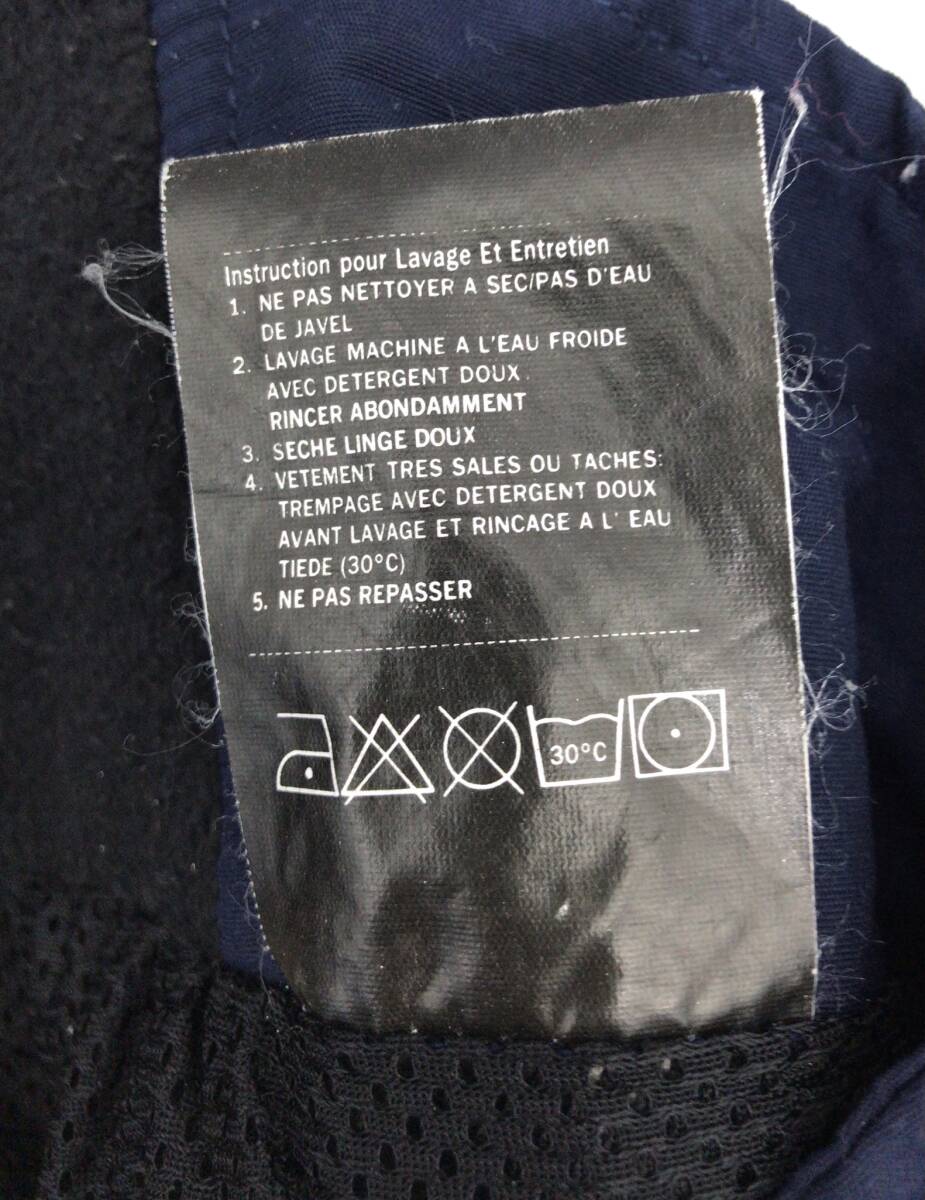 Instruction pour Lavage Et Entretien
1. NE PAS NETTOYER A SEC/PAS D'EAU
DE JAVEL
2. LAVAGE MACHINE A L'EAU FROIDE
AVEC DETERGENT DOUX
RINCER ABONDAMMENT
3. SECHE LINGE DOUX
4. VETEMENT TRES SALES OU TACHES:
TREMPAGE AVEC DETERGENT DOUX
AVANT LAVAGE ET RINCAGE A L' EAU
TIEDE (30°C)
5. NE PAS REPASSER
30°C